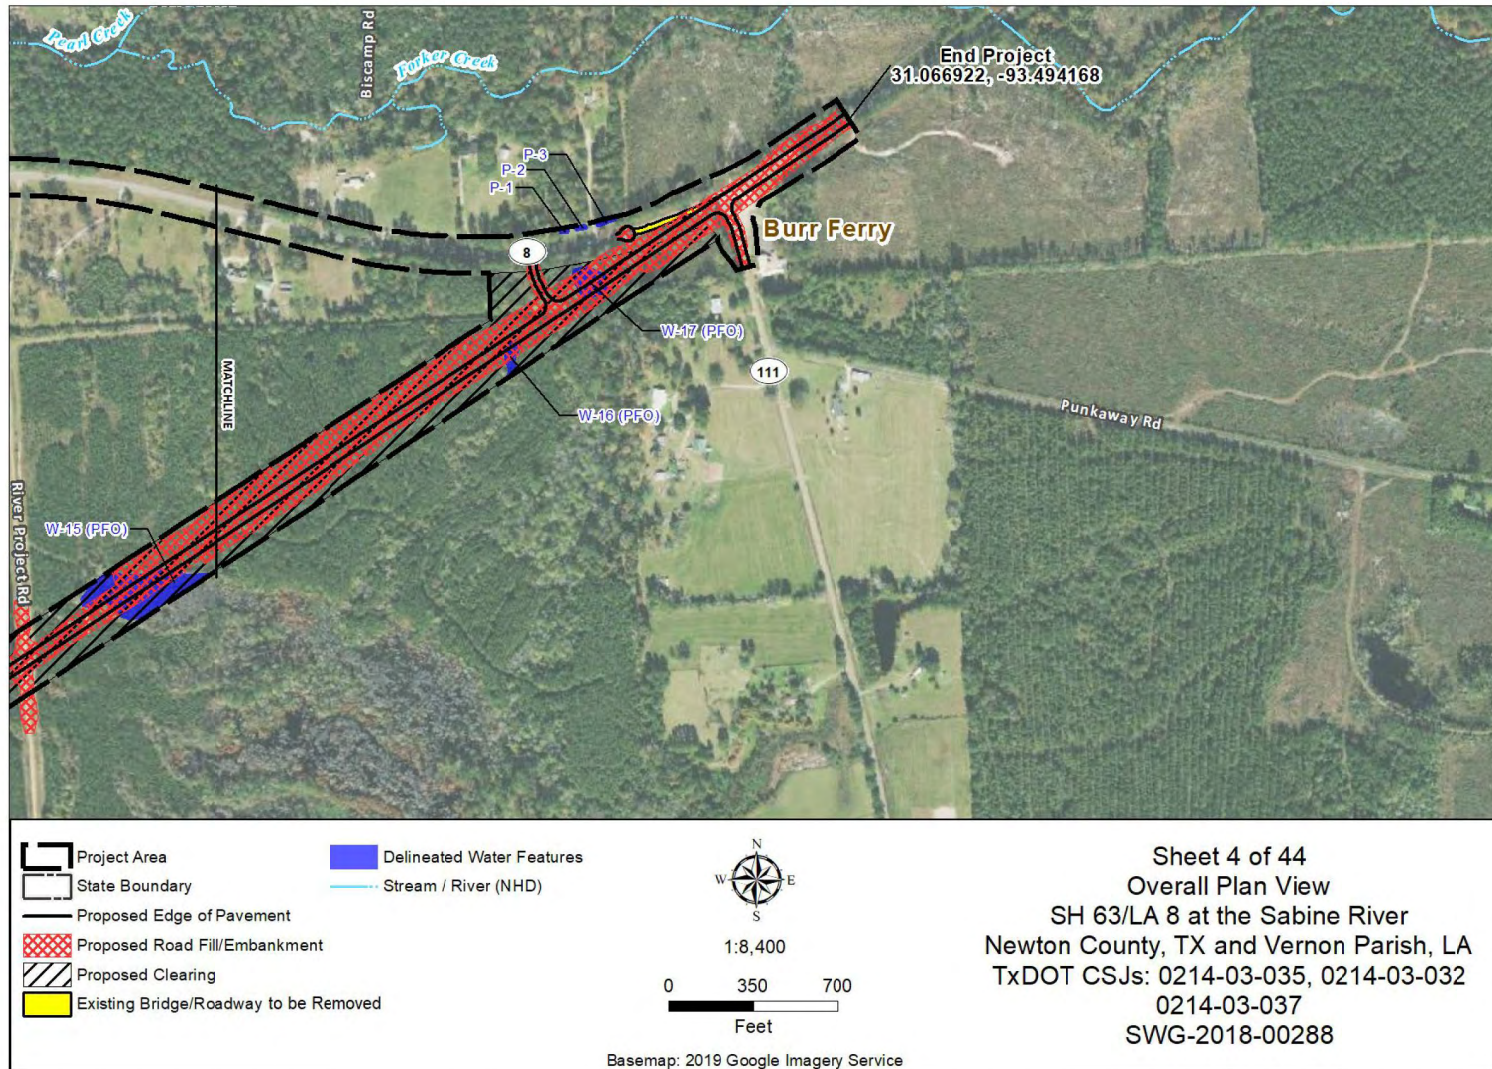 Pearl Creek
Forker Creek
Biscamp Rd
End Project
31.066922, -93.494168
P-3
P-2
P-1
8
Burr Ferry
W-17 (PFO)
MATCHLINE
111
W-16 (PFO)
Punkaway Rd
River Project Rd
W-15 (PFO)
Project Area
State Boundary
Proposed Edge of Pavement
Proposed Road Fill/Embankment
Proposed Clearing
Existing Bridge/Roadway to be Removed
Delineated Water Features
Stream / River (NHD)
N
W E
S
1:8,400
0 350 700
Feet
Basemap: 2019 Google Imagery Service
Sheet 4 of 44
Overall Plan View
SH 63/LA 8 at the Sabine River
Newton County, TX and Vernon Parish, LA
TxDOT CSJs: 0214-03-035, 0214-03-032
0214-03-037
SWG-2018-00288